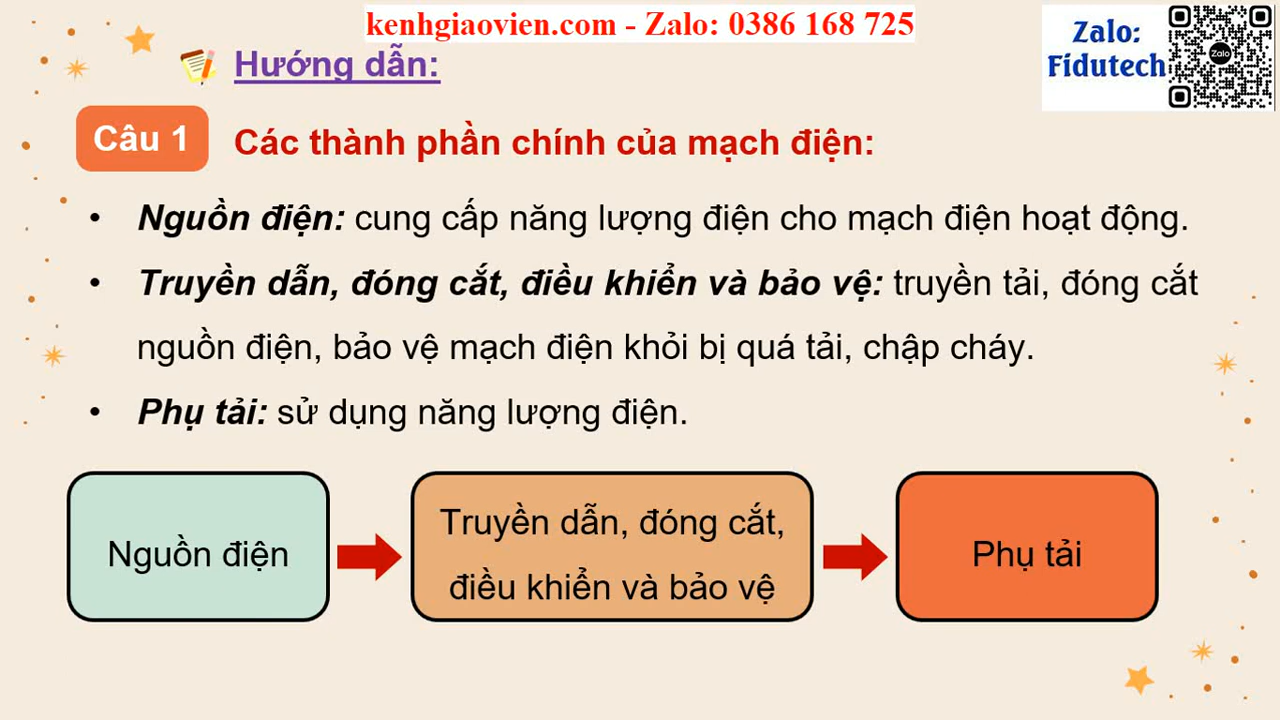 kenhgiaovien.com - Zalo: 0386 168 725
Zalo:
Fidutech
Zalo
Hướng dẫn:
Câu 1
Các thành phần chính của mạch điện:
• Nguồn điện: cung cấp năng lượng điện cho mạch điện hoạt động.
• Truyền dẫn, đóng cắt, điều khiển và bảo vệ: truyền tải, đóng cắt
nguồn điện, bảo vệ mạch điện khỏi bị quá tải, chập cháy.
• Phụ tải: sử dụng năng lượng điện.
Nguồn điện
Truyền dẫn, đóng cắt,
điều khiển và bảo vệ
Phụ tải